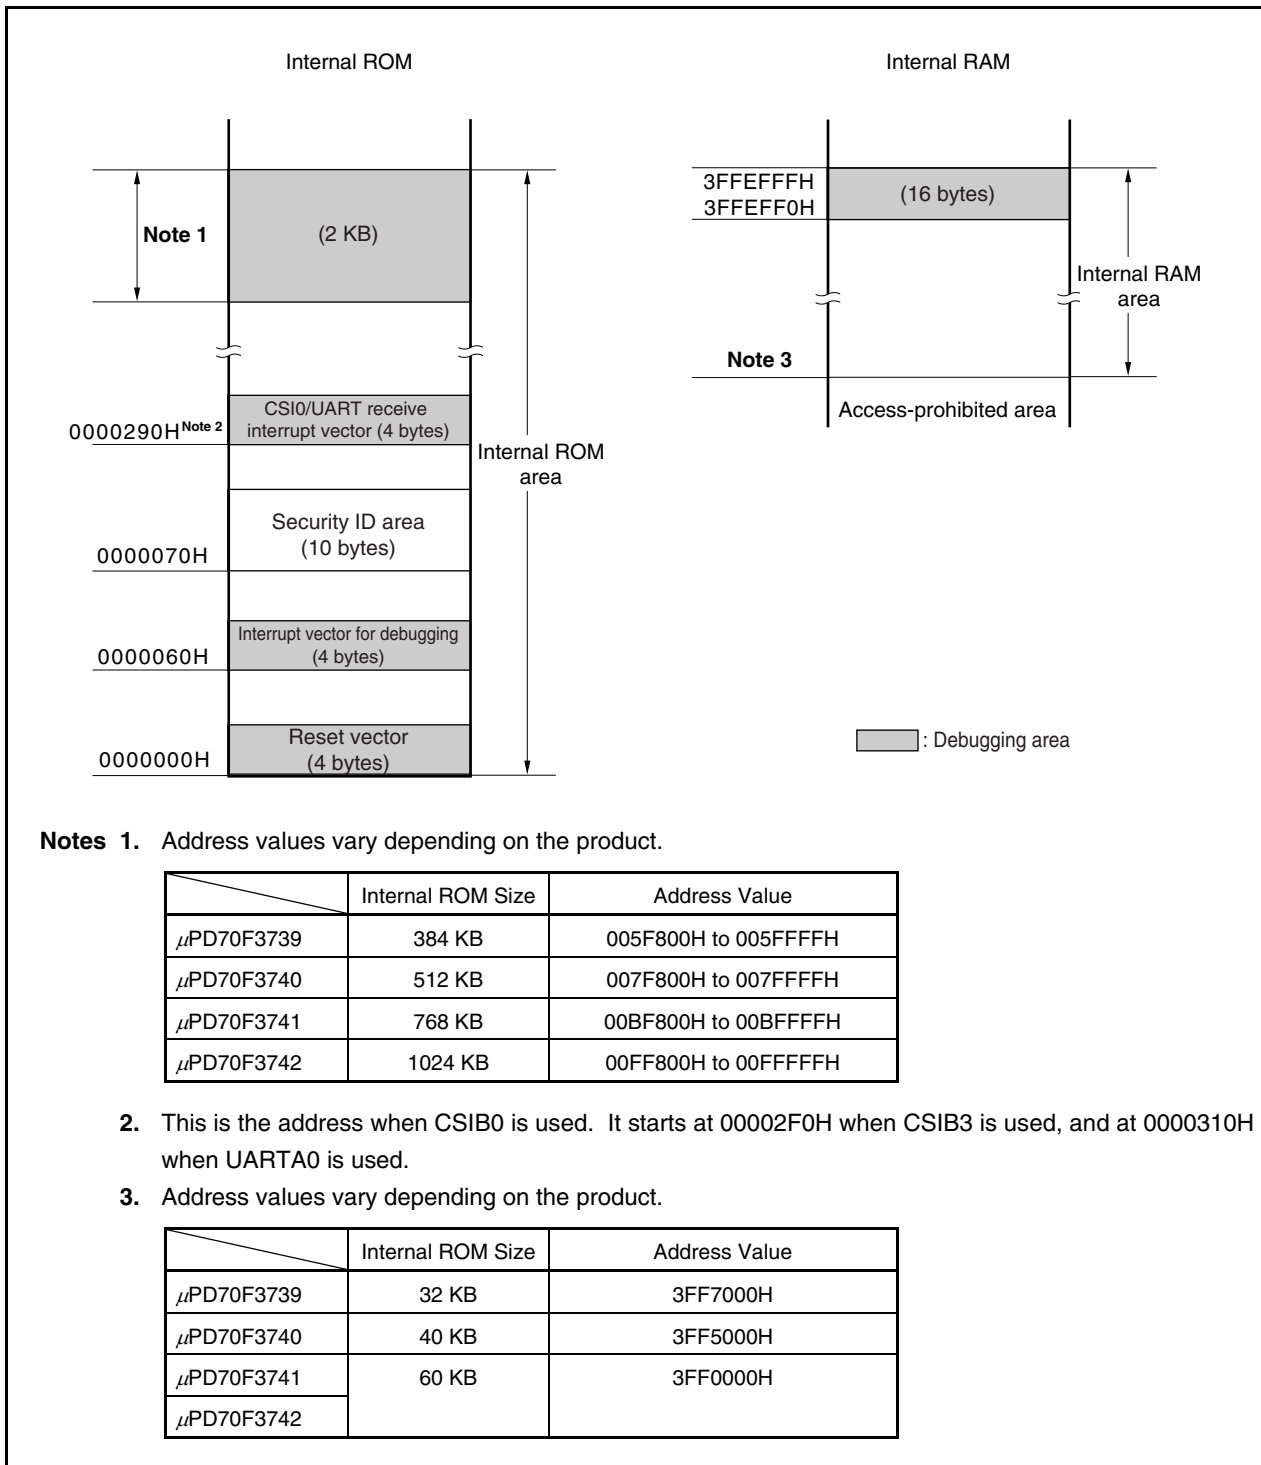 Internal ROM
Internal RAM
Note 1
(2 KB)
CSI0/UART receive
interrupt vector (4 bytes)
0000290H Note 2
Internal ROM
area
Security ID area
(10 bytes)
0000070H
Interrupt vector for debugging
(4 bytes)
0000060H
Reset vector
(4 bytes)
0000000H
3FFEFFFH
3FFEFF0H
(16 bytes)
Internal RAM
area
Note 3
Access-prohibited area
: Debugging area
Notes 1. Address values vary depending on the product.
Internal ROM Size Address Value
μPD70F3739 384 KB 005F800H to 005FFFFH
μPD70F3740 512 KB 007F800H to 007FFFFH
μPD70F3741 768 KB 00BF800H to 00BFFFFH
μPD70F3742 1024 KB 00FF800H to 00FFFFFH
2. This is the address when CSIB0 is used. It starts at 00002F0H when CSIB3 is used, and at 0000310H
when UARTA0 is used.
3. Address values vary depending on the product.
Internal ROM Size Address Value
μPD70F3739 32 KB 3FF7000H
μPD70F3740 40 KB 3FF5000H
μPD70F3741 60 KB 3FF0000H
μPD70F3742